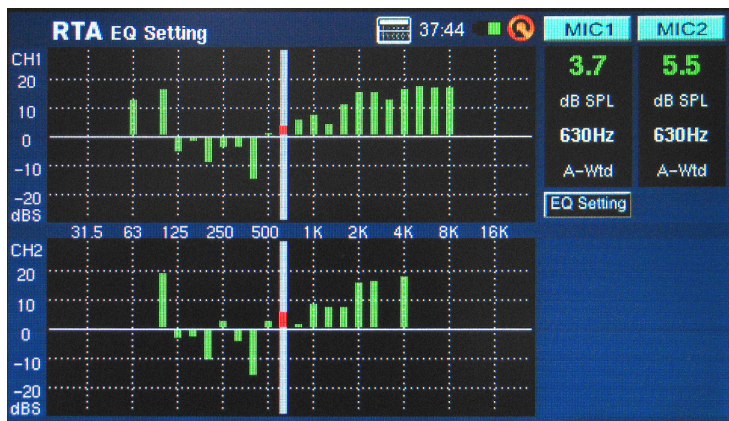 RTA EQ Setting
37:44
MIC1 MIC2
CH1
20
10
0
-10
-20
dBS
3.7 5.5
dB SPL dB SPL
630Hz 630Hz
A-Wtd A-Wtd
EQ Setting
31.5 63 125 250 500 1K 2K 4K 8K 16K
CH2
20
10
0
-10
-20
dBS